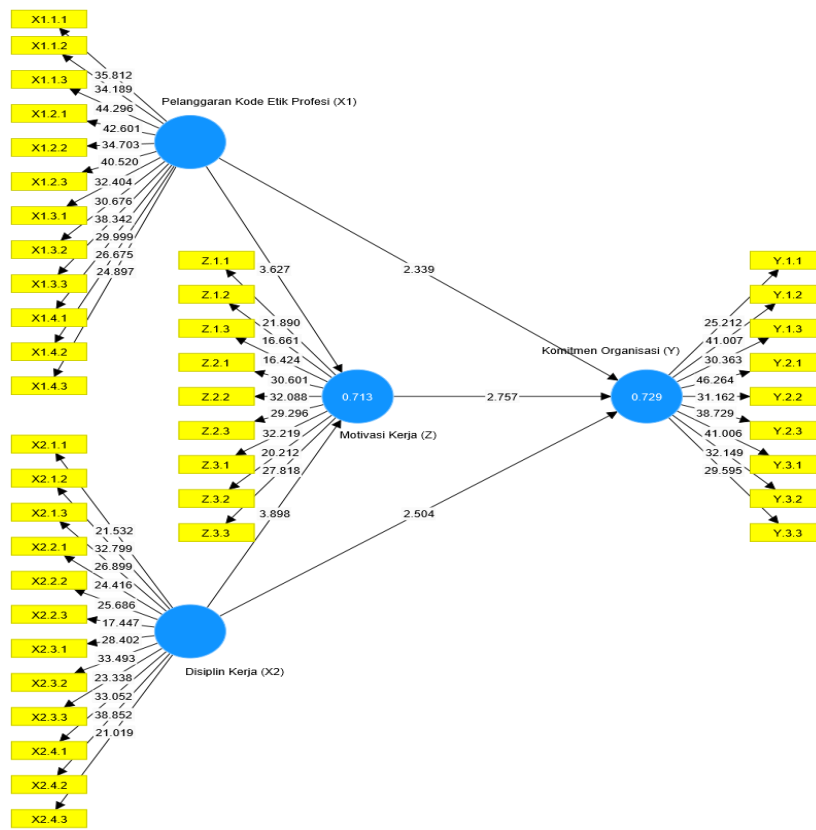 X1.1.1
X1.1.2
X1.1.3
X1.2.1
X1.2.2
X1.2.3
X1.3.1
X1.3.2
X1.3.3
X1.4.1
X1.4.2
X1.4.3
35.812
34.189
44.296
42.601
34.703
40.520
32.404
30.676
38.342
29.999
26.675
24.897
Pelanggaran Kode Etik Profesi (X1)
3.627
2.339
Z.1.1
Z.1.2
Z.1.3
Z.2.1
Z.2.2
Z.2.3
Z.3.1
Z.3.2
Z.3.3
21.890
16.661
16.424
30.601
32.088
29.296
32.219
20.212
27.818
0.713
Motivasi Kerja (Z)
2.757
3.898
2.504
Komitmen Organisasi (Y)
0.729
25.212
41.007
30.363
46.264
31.162
38.729
41.006
32.149
29.595
Y.1.1
Y.1.2
Y.1.3
Y.2.1
Y.2.2
Y.2.3
Y.3.1
Y.3.2
Y.3.3
X2.1.1
X2.1.2
X2.1.3
X2.2.1
X2.2.2
X2.2.3
X2.3.1
X2.3.2
X2.3.3
X2.4.1
X2.4.2
X2.4.3
21.532
32.799
26.899
24.416
25.686
17.447
28.402
33.493
23.338
33.052
38.852
21.019
Disiplin Kerja (X2)